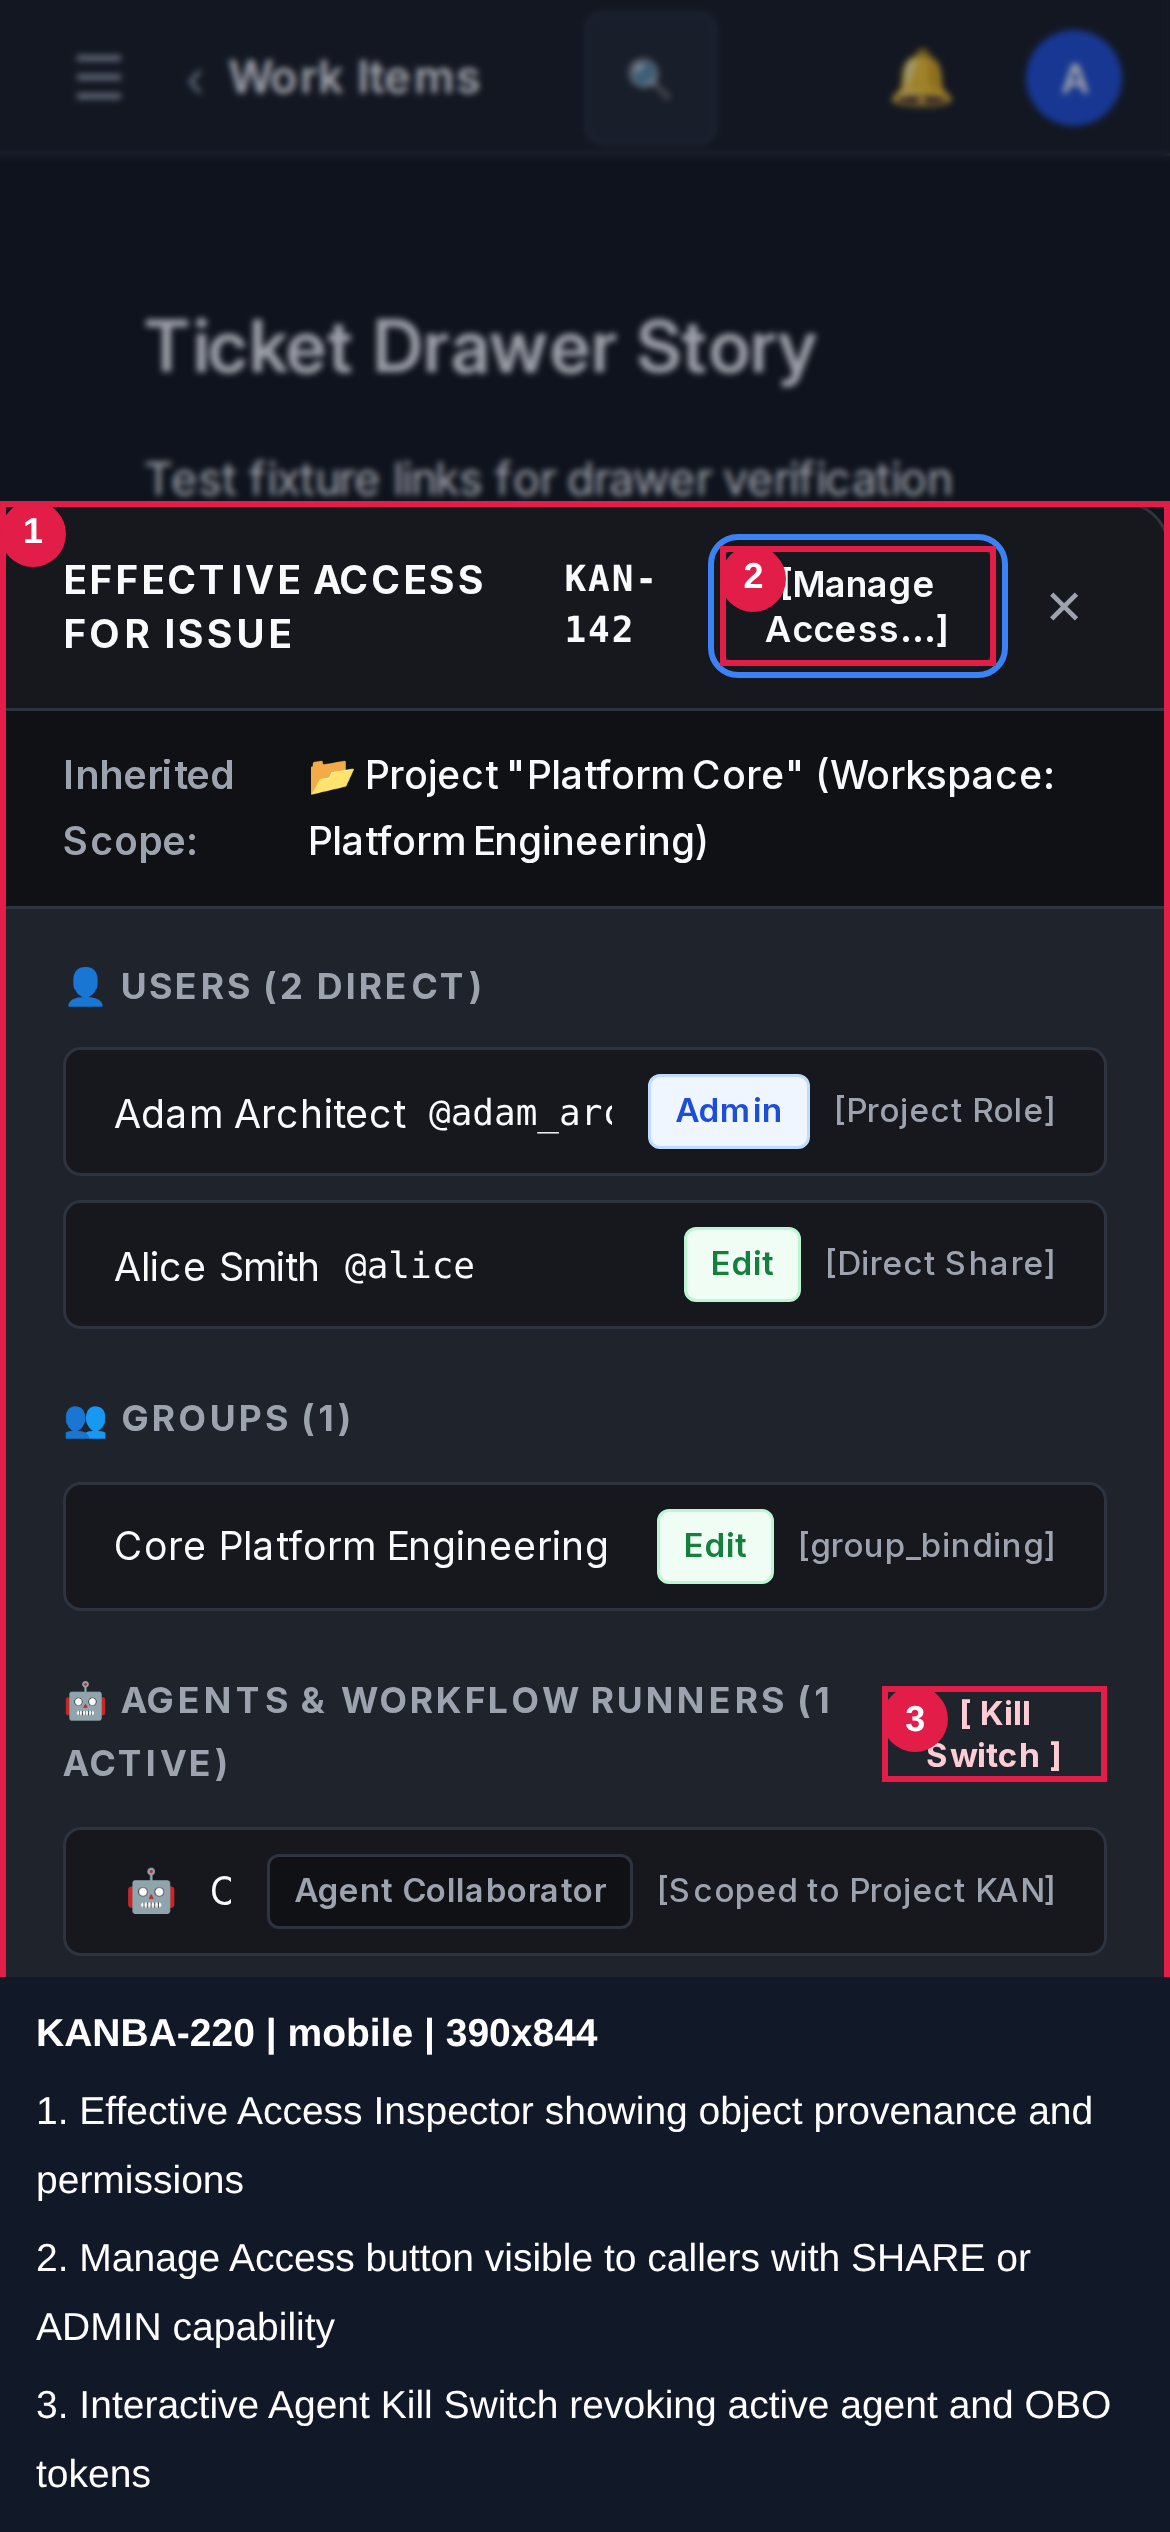 Work Items
A
Ticket Drawer Story
Test fixture links for drawer verification
1
EFFECTIVE ACCESS
FOR ISSUE
KAN-
142
2
[Manage
Access...]
✕
Inherited
Scope:
📂 Project "Platform Core" (Workspace:
Platform Engineering)
👤 USERS (2 DIRECT)
Adam Architect @adam_arc Admin [Project Role]
Alice Smith @alice Edit [Direct Share]
👥 GROUPS (1)
Core Platform Engineering Edit [group_binding]
🤖 AGENTS & WORKFLOW RUNNERS (1
ACTIVE)
3
[ Kill
Switch ]
🤖 C Agent Collaborator [Scoped to Project KAN]
KANBA-220 | mobile | 390x844
1. Effective Access Inspector showing object provenance and
permissions
2. Manage Access button visible to callers with SHARE or
ADMIN capability
3. Interactive Agent Kill Switch revoking active agent and OBO
tokens